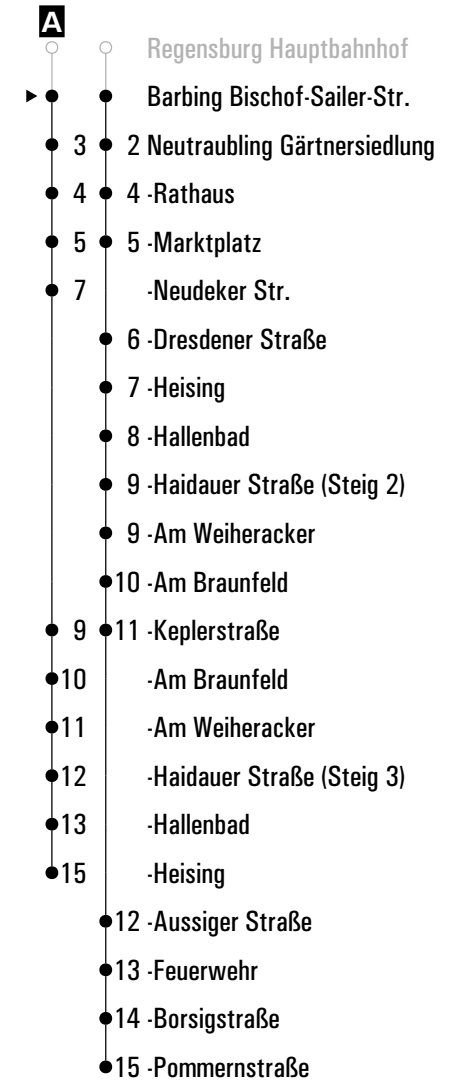 A
Regensburg Hauptbahnhof
Barbing Bischof-Sailer-Str.
3 2 Neutraubling Gärtnersiedlung
4 4 -Rathaus
5 5 -Marktplatz
7 -Neudeker Str.
6 -Dresdener Straße
7 -Heising
8 -Hallenbad
9 -Haidauer Straße (Steig 2)
9 -Am Weiheracker
10 -Am Braunfeld
9 11 -Keplerstraße
10 -Am Braunfeld
11 -Am Weiheracker
12 -Haidauer Straße (Steig 3)
13 -Hallenbad
15 -Heising
12 -Aussiger Straße
13 -Feuerwehr
14 -Borsigstraße
15 -Pommernstraße